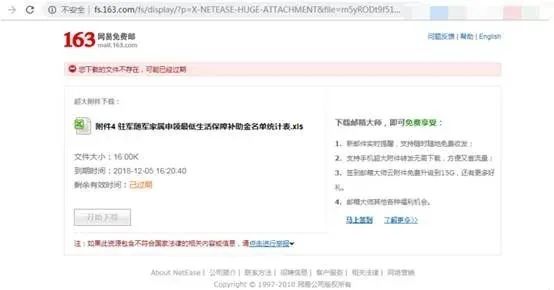 不安全 | fs.163.com/fs/display/?p=X-NETEASE-HUGE-ATTACHMENT&file=m5yRODt9f51...
163 网易免费邮
mail.163.com
问题反馈 | 帮助 | English
您下载的文件不存在，可能已经过期
超大附件下载：
附件4 驻军随军家属申领最低生活保障补助金名单统计表.xls
文件大小：16.00K
到期时间：2018-12-05 16:20:40
剩余有效时间：已过期
开始下载
下载邮箱大师，即可免费享受：
1、新邮件实时提醒，支持随时随地免费收发；
2、支持手机超大附件转发无需下载，方便又省流量；
3、签到邮箱大师云附件免费升级到15G，还有更多好
礼。
4、邮箱大师其他各种福利机会。
马上签到 了解更多>>
注：如果此资源包含不符合国家法律的相关内容或信息，请点击进行举报
About NetEase | 公司简介 | 联系方法 | 招聘信息 | 客户服务 | 相关法律 | 网络营销
Copyright © 1997-2018 网易公司版权所有